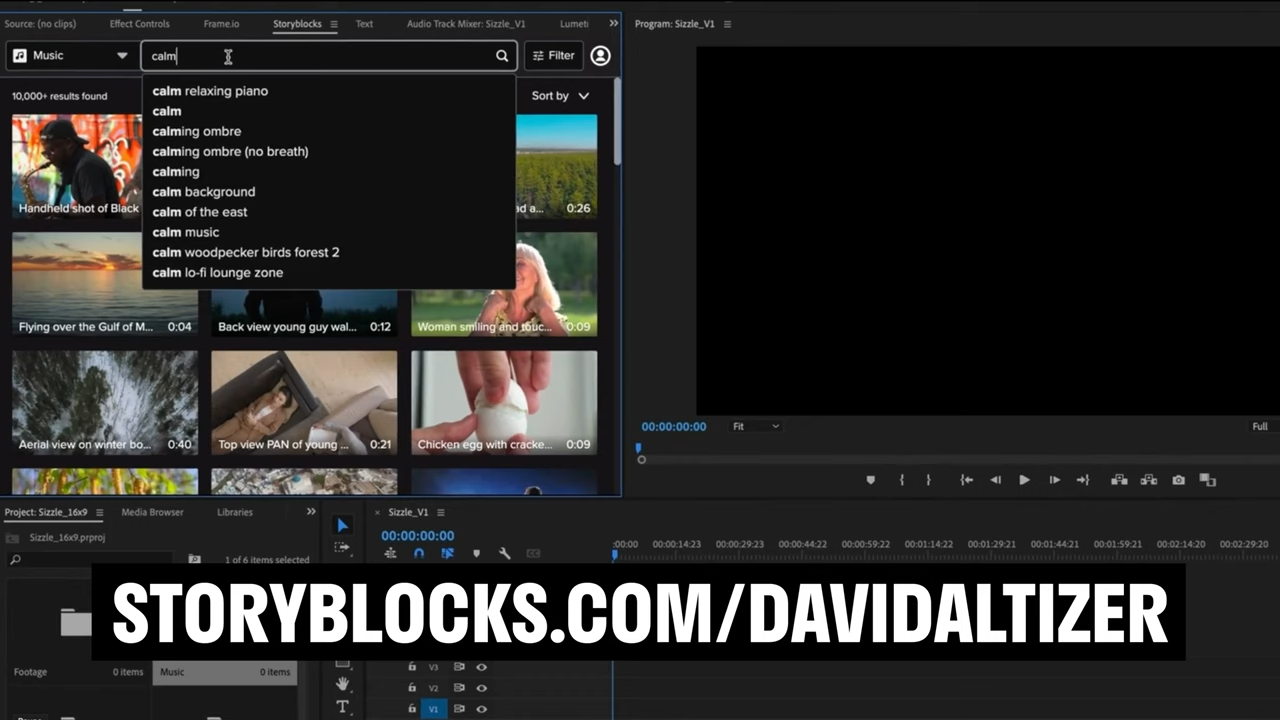 Source: (no clips)
Effect Controls
Frame.io
Storyblocks
Text
Audio Track Mixer: Sizzle_V1
Lumeti
Program: Sizzle_V1
Music
calm
Filter
10,000+ results found
Sort by
calm relaxing piano
calm
calming ombre
calming ombre (no breath)
calming
calm background
calm of the east
calm music
calm woodpecker birds forest 2
calm lo-fi lounge zone
Handheld shot of Black
ad a...
0:26
Flying over the Gulf of M...
0:04
Back view young guy wal...
0:12
Woman smiling and touc...
0:09
Aerial view on winter bo...
0:40
Top view PAN of young ...
0:21
Chicken egg with cracke...
0:09
00:00:00:00
Fit
Full
Project: Sizzle_16x9
Media Browser
Libraries
Sizzle_16x9.prproj
1 of 6 items selected
Sizzle_V1
00:00:00:00
:00:00
00:00:14:23
00:00:29:23
00:00:44:22
00:00:59:22
00:01:14:22
00:01:29:21
00:01:44:21
00:01:59:21
00:02:14:20
00:02:29:20
STORYBLOCKS.COM/DAVIDALTIZER
Footage
0 items
Music
0 items
V3
V2
V1